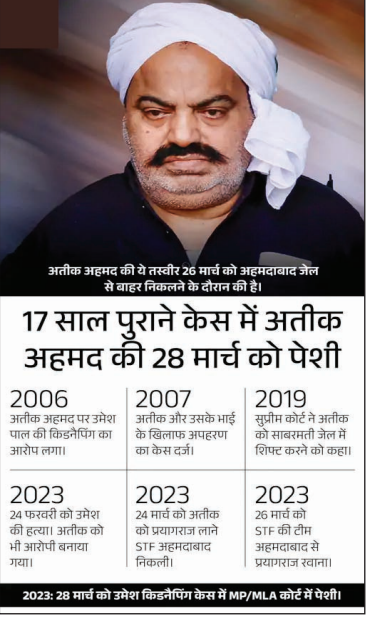 अतीक अहमद की ये तस्वीर 26 मार्च को अहमदाबाद जेल
से बाहर निकलने के दौरान की है।
17 साल पुराने केस में अतीक
अहमद की 28 मार्च को पेशी
2006
अतीक अहमद पर उमेश
पाल की किडनैपिंग का
आरोप लगा।
2007
अतीक और उसके भाई
के खिलाफ अपहरण
का केस दर्ज।
2019
सुप्रीम कोर्ट ने अतीक
को साबरमती जेल में
शिफ्ट करने को कहा।
2023
24 फरवरी को उमेश
की हत्या। अतीक को
भी आरोपी बनाया
गया।
2023
24 मार्च को अतीक
को प्रयागराज लाने
STF अहमदाबाद
निकली।
2023
26 मार्च को
STF की टीम
अहमदाबाद से
प्रयागराज रवाना।
2023: 28 मार्च को उमेश किडनैपिंग केस में MP/MLA कोर्ट में पेशी।